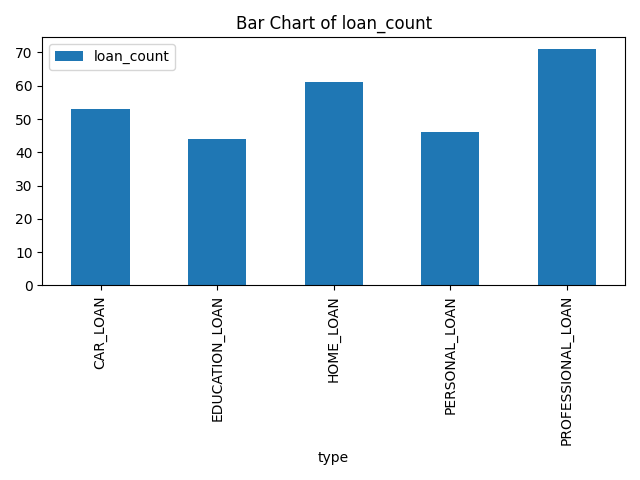 Bar Chart of loan_count
loan_count
70
60
50
40
30
20
10
0
CAR_LOAN
EDUCATION_LOAN
HOME_LOAN
PERSONAL_LOAN
PROFESSIONAL_LOAN
type